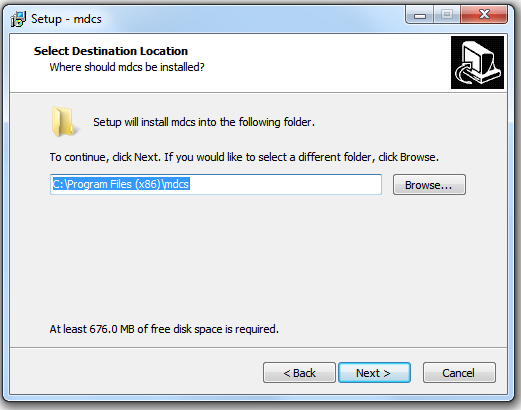 Setup - mdcs
Select Destination Location
Where should mdcs be installed?
Setup will install mdcs into the following folder.
To continue, click Next. If you would like to select a different folder, click Browse.
C:\Program Files (x86)\mdcs
Browse...
At least 676.0 MB of free disk space is required.
< Back
Next >
Cancel